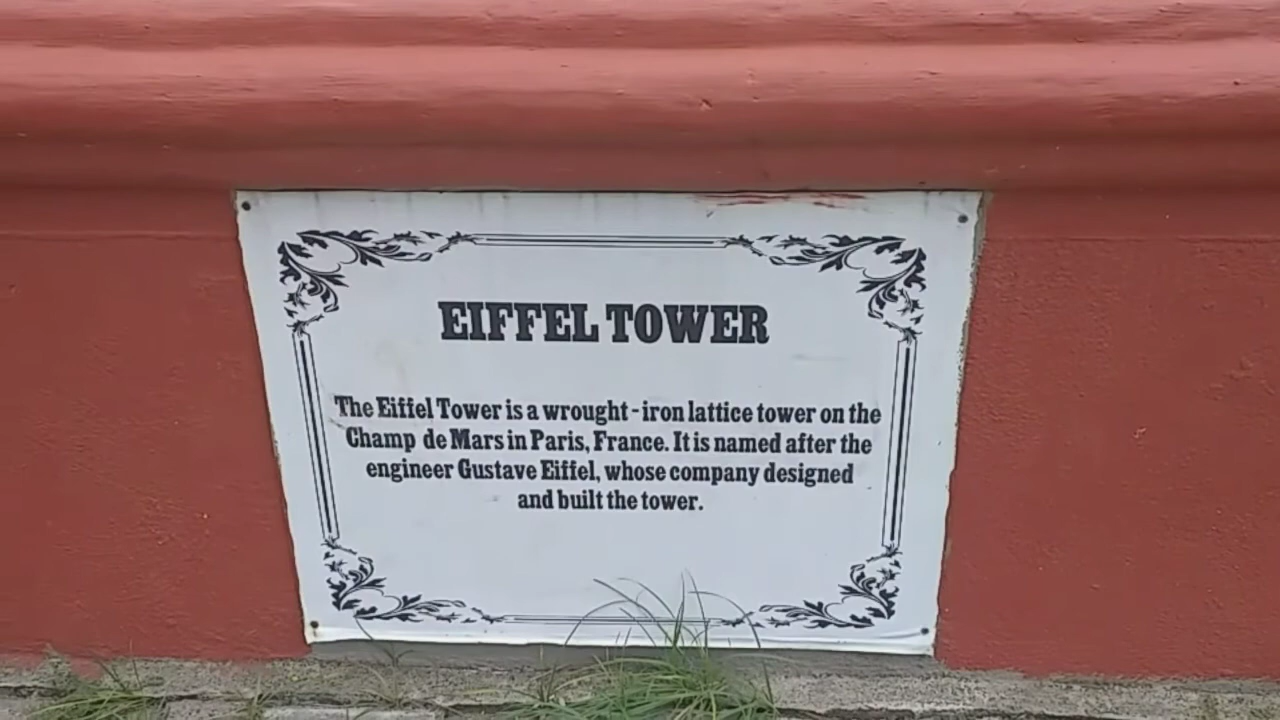 EIFFEL TOWER
The Eiffel Tower is a wrought-iron lattice tower on the
Champ de Mars in Paris, France. It is named after the
engineer Gustave Eiffel, whose company designed
and built the tower.